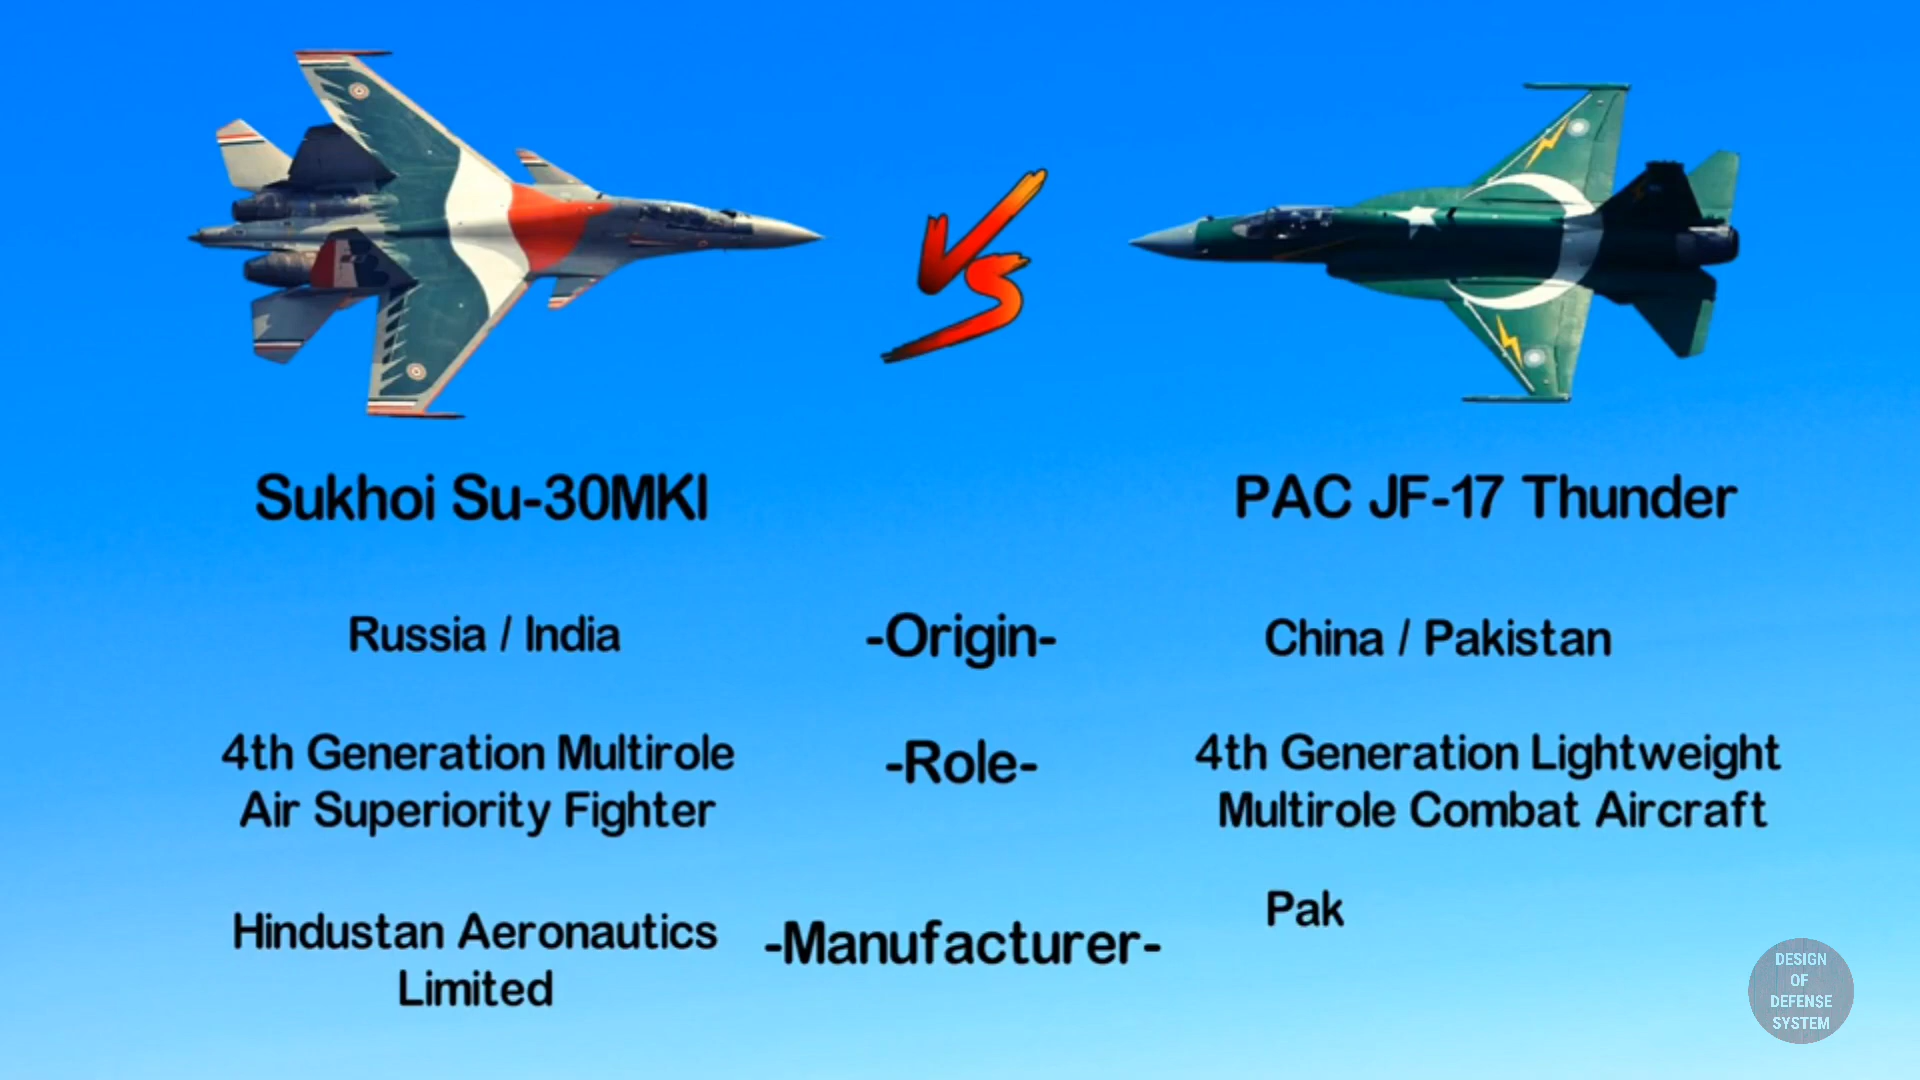 VS
Sukhoi Su-30MKI
PAC JF-17 Thunder
Russia / India
-Origin-
China / Pakistan
4th Generation Multirole
Air Superiority Fighter
-Role-
4th Generation Lightweight
Multirole Combat Aircraft
Hindustan Aeronautics
Limited
-Manufacturer-
Pak
DESIGN
OF
DEFENSE
SYSTEM